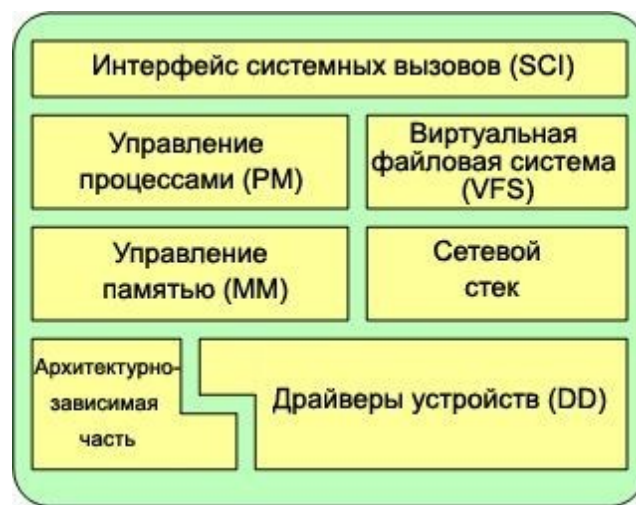 Интерфейс системных вызовов (SCI)
Управление
процессами (PM)
Виртуальная
файловая система
(VFS)
Управление
памятью (MM)
Сетевой
стек
Архитектурно-
зависимая
часть
Драйверы устройств (DD)